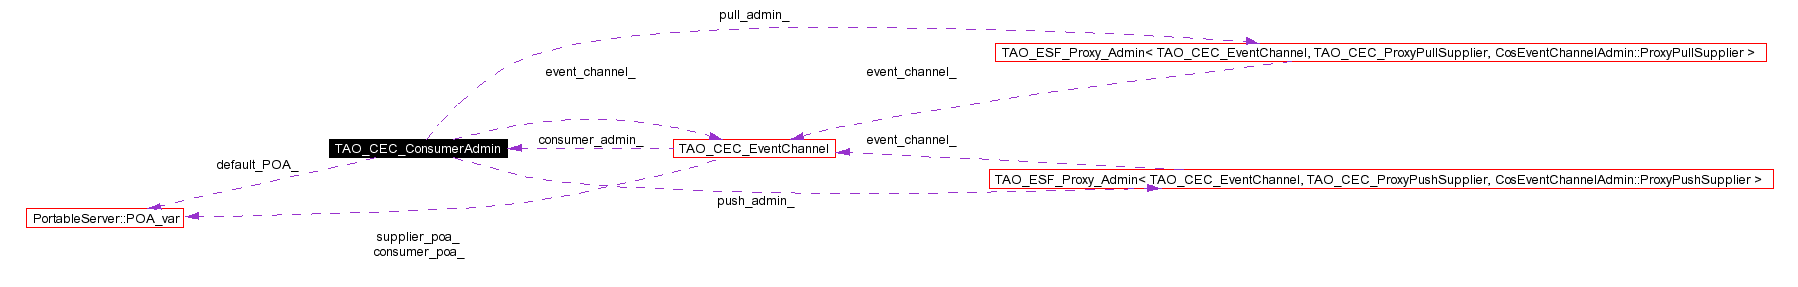 pull_admin_
TAO_ESF_Proxy_Admin< TAO_CEC_EventChannel, TAO_CEC_ProxyPullSupplier, CosEventChannelAdmin::ProxyPullSupplier >
event_channel_
event_channel_
consumer_admin_
event_channel_
TAO_CEC_ConsumerAdmin
TAO_CEC_EventChannel
default_POA_
TAO_ESF_Proxy_Admin< TAO_CEC_EventChannel, TAO_CEC_ProxyPushSupplier, CosEventChannelAdmin::ProxyPushSupplier >
push_admin_
PortableServer::POA_var
supplier_poa_
consumer_poa_